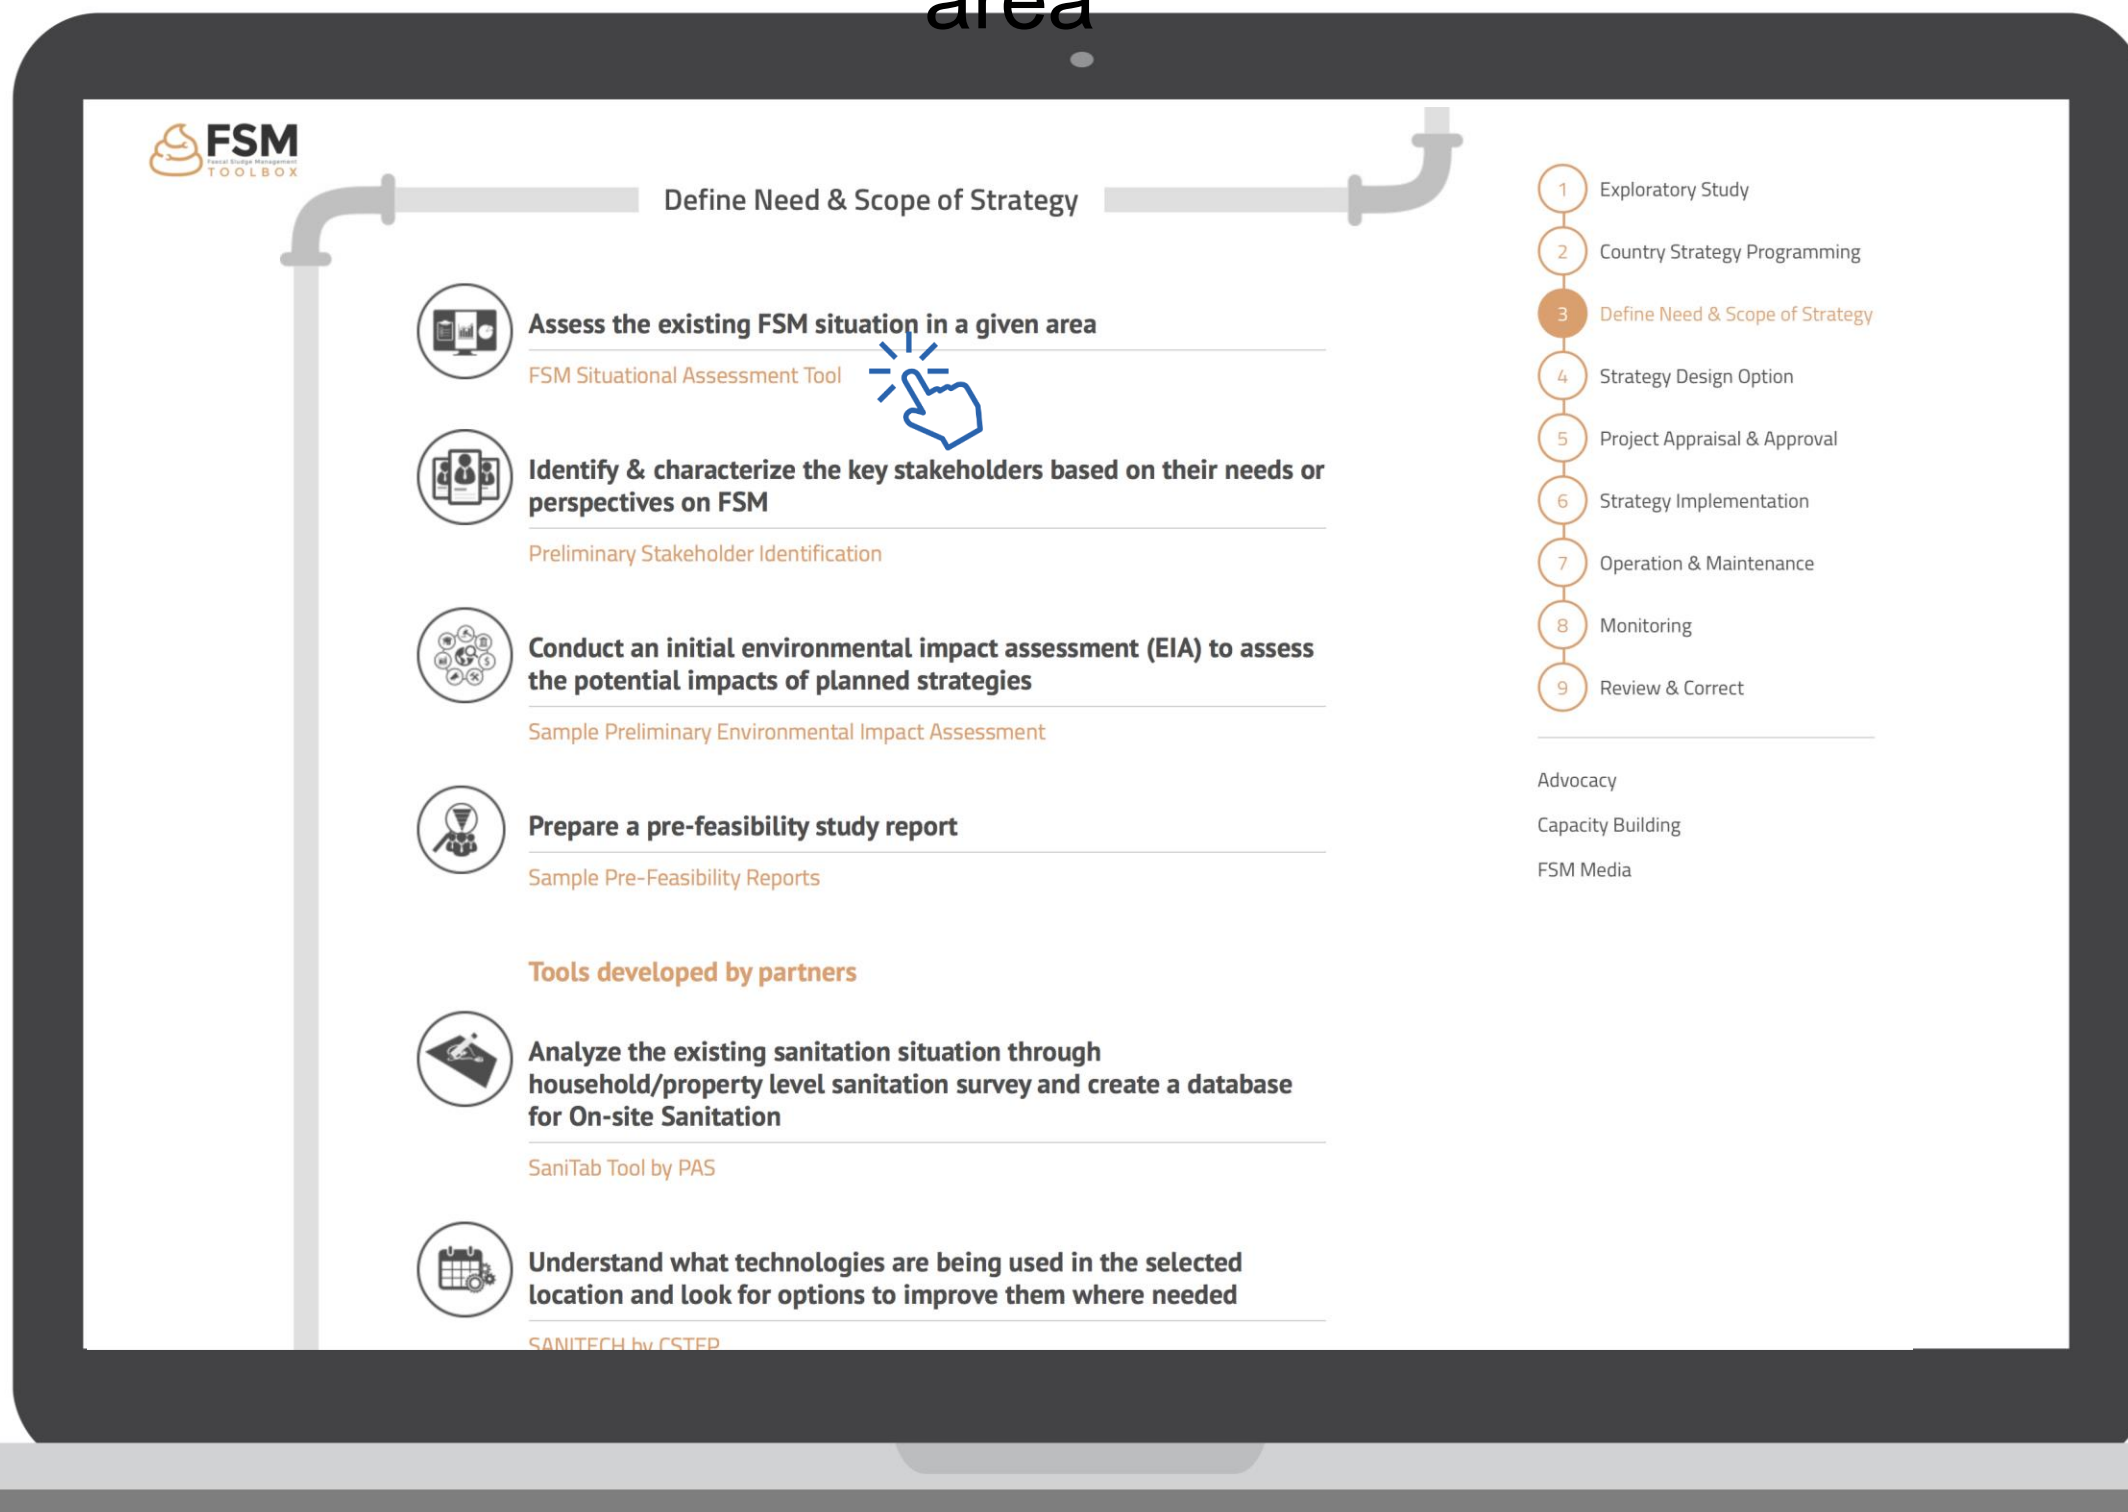 area
FSM
Faecal Sludge Management
TOOLBOX
Define Need & Scope of Strategy
Assess the existing FSM situation in a given area
FSM Situational Assessment Tool
Identify & characterize the key stakeholders based on their needs or
perspectives on FSM
Preliminary Stakeholder Identification
Conduct an initial environmental impact assessment (EIA) to assess
the potential impacts of planned strategies
Sample Preliminary Environmental Impact Assessment
Prepare a pre-feasibility study report
Sample Pre-Feasibility Reports
Tools developed by partners
Analyze the existing sanitation situation through
household/property level sanitation survey and create a database
for On-site Sanitation
SaniTab Tool by PAS
Understand what technologies are being used in the selected
location and look for options to improve them where needed
SANITECH by CSTEP
1 Exploratory Study
2 Country Strategy Programming
3 Define Need & Scope of Strategy
4 Strategy Design Option
5 Project Appraisal & Approval
6 Strategy Implementation
7 Operation & Maintenance
8 Monitoring
9 Review & Correct
Advocacy
Capacity Building
FSM Media